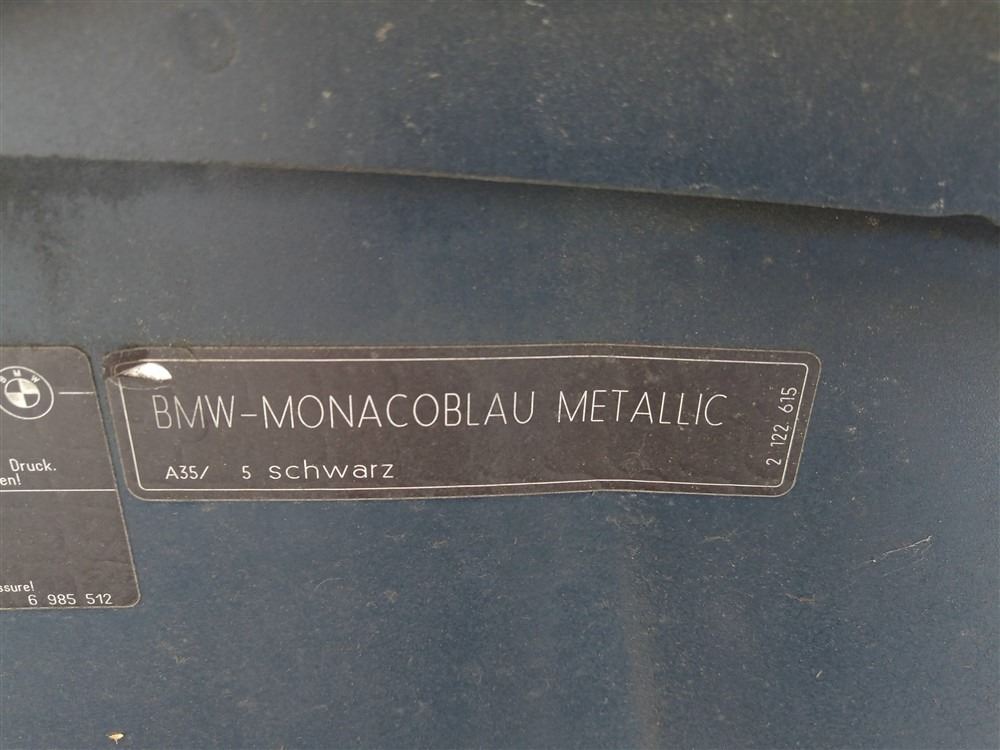 BMW
Druck.
en!
ssure!
6 985 512
BMW-MONACOBLAU METALLIC
A35/ 5 schwarz
2 122 615